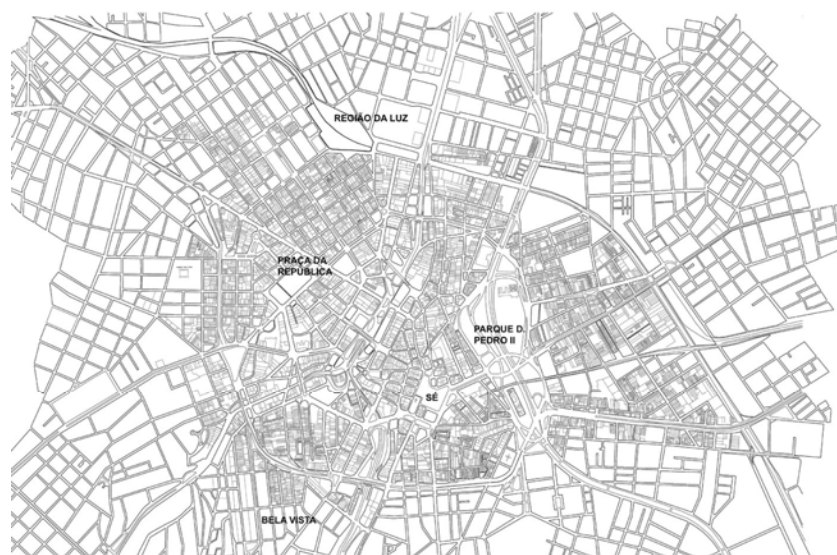 REGIÃO DA LUZ
PRAÇA DA
REPÚBLICA
PARQUE D.
PEDRO II
SÉ
BELA VISTA